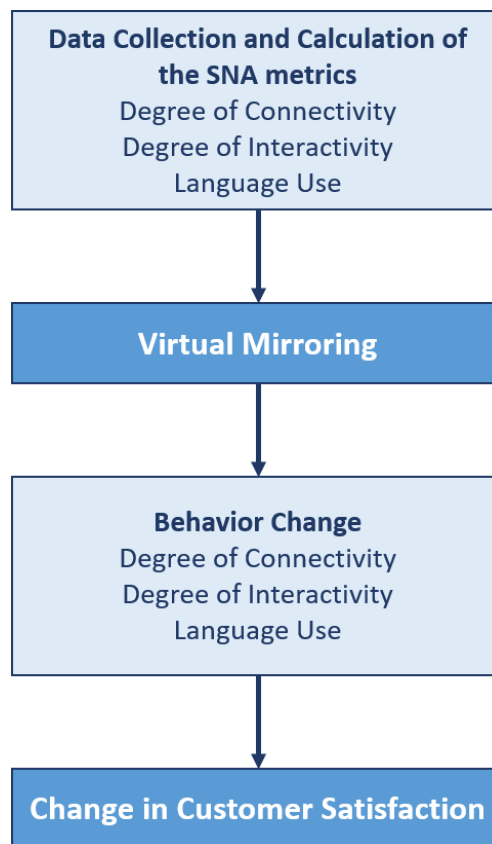 Data Collection and Calculation of
the SNA metrics
Degree of Connectivity
Degree of Interactivity
Language Use
Virtual Mirroring
Behavior Change
Degree of Connectivity
Degree of Interactivity
Language Use
Change in Customer Satisfaction